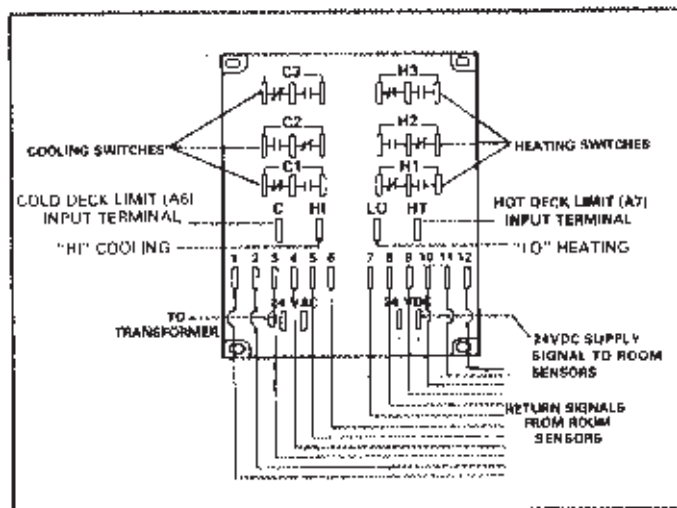 C3
H3
C2
H2
COOLING SWITCHES
HEATING SWITCHES
C1
H1
COLD DECK LIMIT (A6)
INPUT TERMINAL
C HI LO HT
HOT DECK LIMIT (A7)
INPUT TERMINAL
"HI" COOLING
"LO" HEATING
1 2 3 4 5 6 7 8 9 10 11 12
24 VAC
24 VDC
TO
TRANSFORMER
24VDC SUPPLY
SIGNAL TO ROOM
SENSORS
RETURN SIGNALS
FROM ROOM
SENSORS